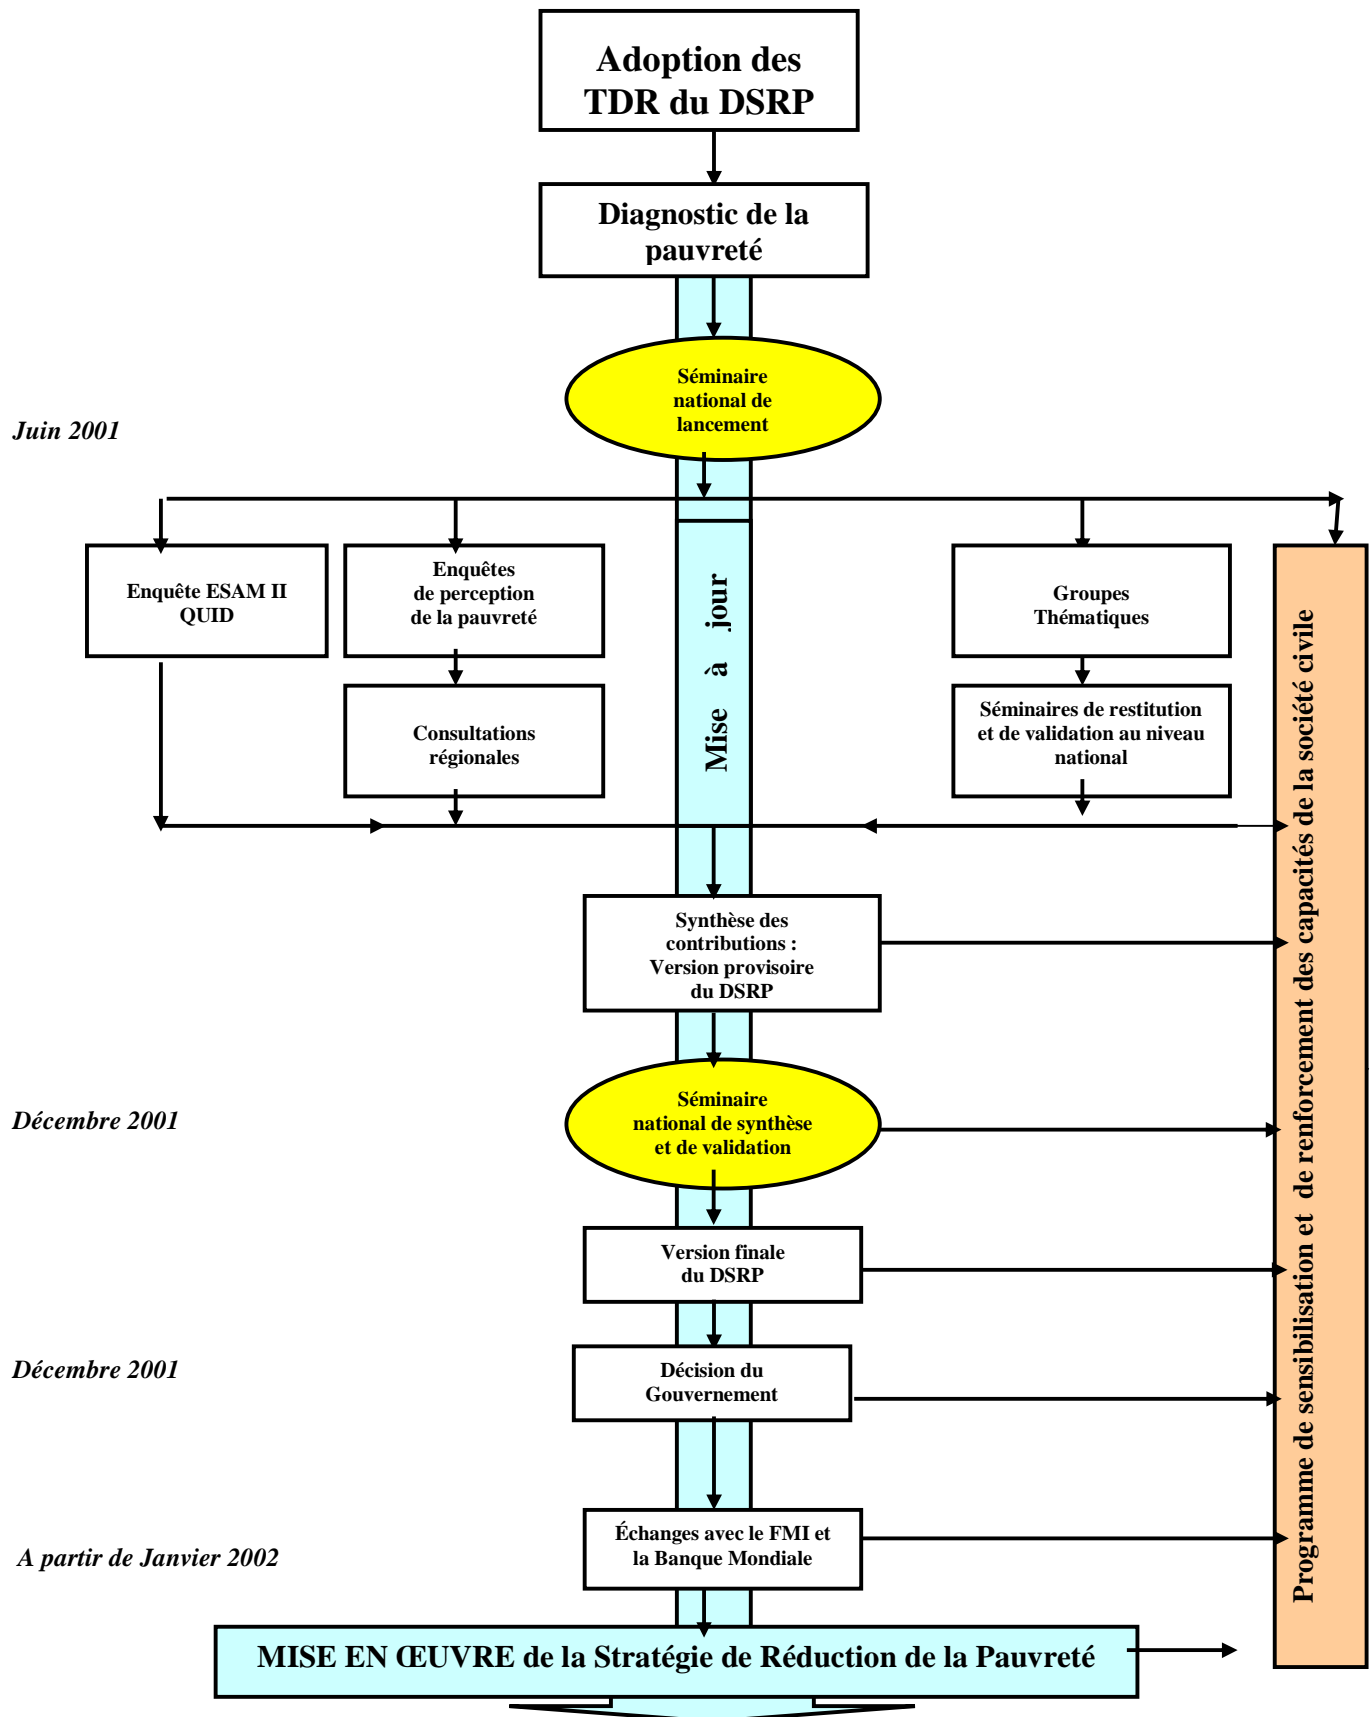 Adoption des
TDR du DSRP
Diagnostic de la
pauvreté
Séminaire
national de
lancement
Juin 2001
Enquête ESAM II
QUID
Enquêtes
de perception
de la pauvreté
Mise à jour
Groupes
Thématiques
Consultations
régionales
Séminaires de restitution
et de validation au niveau
national
Programme de sensibilisation et de renforcement des capacités de la société civile
Synthèse des
contributions :
Version provisoire
du DSRP
Décembre 2001
Séminaire
national de synthèse
et de validation
Version finale
du DSRP
Décembre 2001
Décision du
Gouvernement
A partir de Janvier 2002
Échanges avec le FMI et
la Banque Mondiale
MISE EN ŒUVRE de la Stratégie de Réduction de la Pauvreté